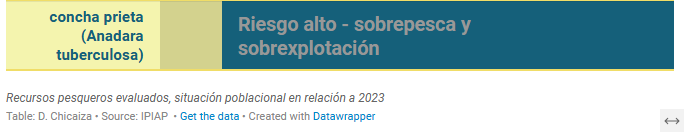 concha prieta
(Anadara
tuberculosa)
Riesgo alto - sobrepesca y
sobrexplotación
Recursos pesqueros evaluados, situación poblacional en relación a 2023
Table: D. Chicaiza • Source: IPIAP • Get the data • Created with Datawrapper